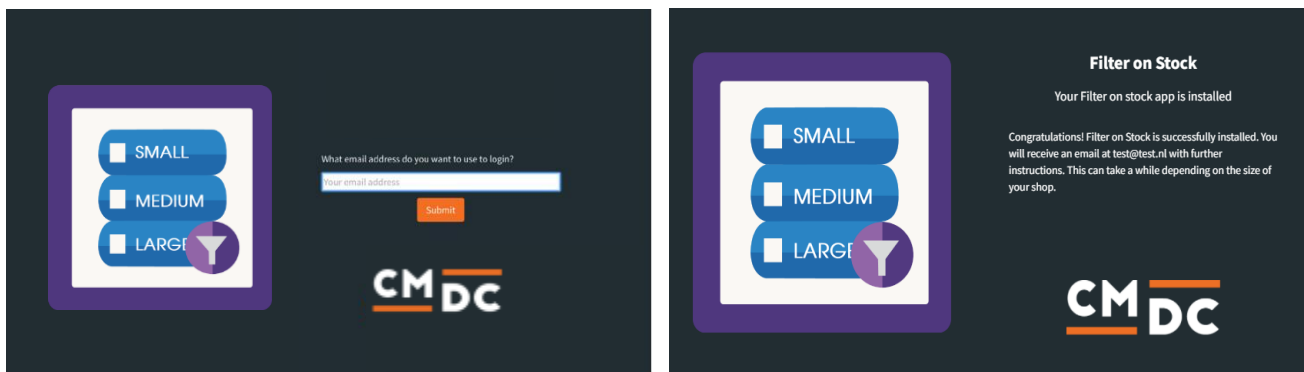 SMALL
MEDIUM
LARGE
What email address do you want to use to login?
Your email address
Submit
CM
DC
SMALL
MEDIUM
LARGE
Filter on Stock
Your Filter on stock app is installed
Congratulations! Filter on Stock is successfully installed. You
will receive an email at test@test.nl with further
instructions. This can take a while depending on the size of
your shop.
CM
DC